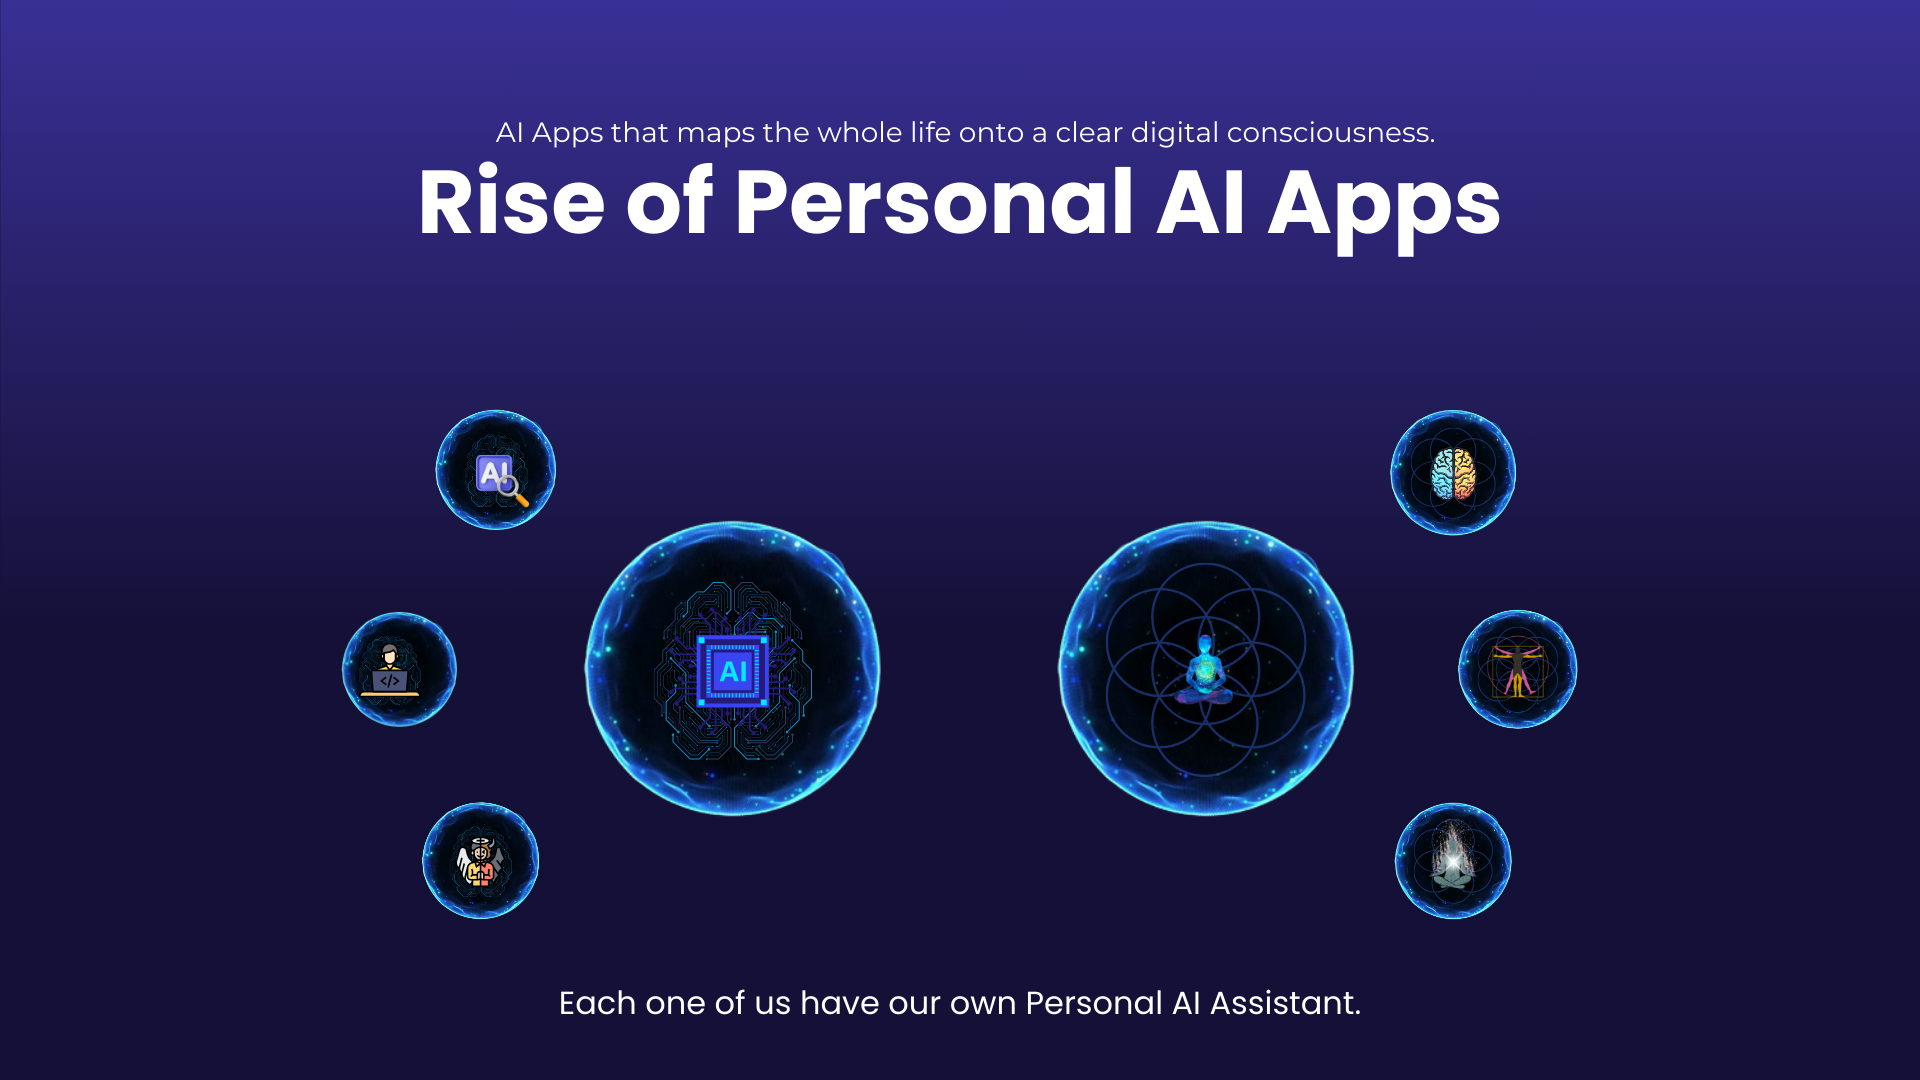 AI Apps that maps the whole life onto a clear digital consciousness.
Rise of Personal AI Apps
AI
AI
</>
Each one of us have our own Personal AI Assistant.